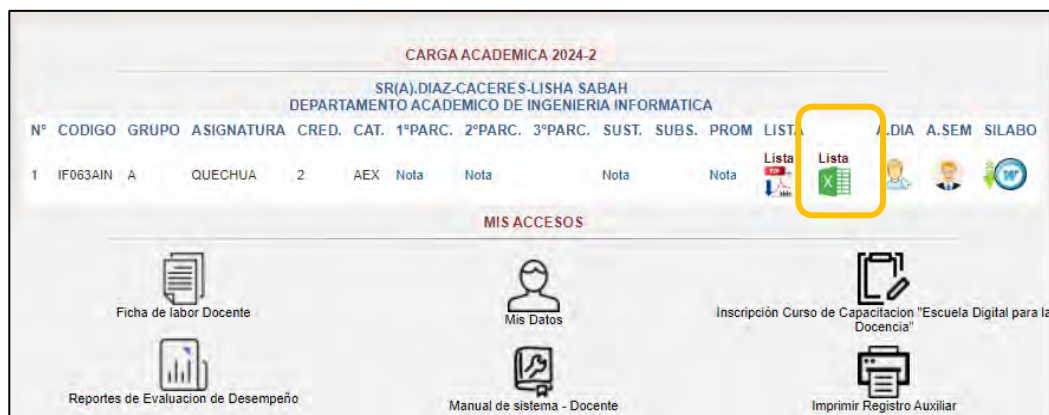 CARGA ACADEMICA 2024-2
SR(A).DIAZ-CACERES-LISHA SABAH
DEPARTAMENTO ACADEMICO DE INGENIERIA INFORMATICA
N° CODIGO GRUPO ASIGNATURA CRED. CAT. 1°PARC. 2°PARC. 3°PARC. SUST. SUBS. PROM LISTA A.DIA A.SEM SILABO
Lista Lista
1 IF063AIN A QUECHUA 2 AEX Nota Nota Nota Nota
PDF
MIS ACCESOS
Ficha de labor Docente
Mis Datos
Inscripción Curso de Capacitacion "Escuela Digital para la
Docencia"
Reportes de Evaluacion de Desempeño
Manual de sistema - Docente
Imprimir Registro Auxiliar